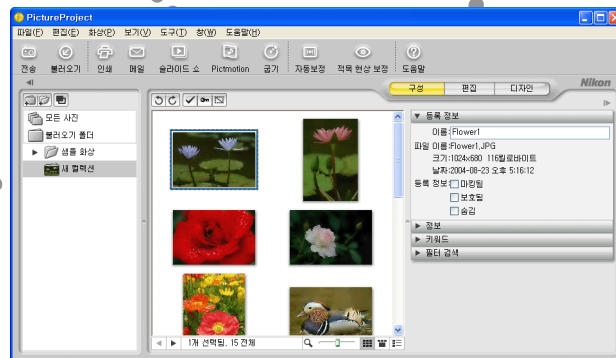 PictureProject
파일(F) 편집(E) 화상(P) 보기(V) 도구(T) 창(W) 도움말(H)
전송 불러오기 인쇄 메일 슬라이드 쇼 Pictmotion 굽기 자동보정 적목 현상 보정 도움말
구성 편집 디자인 Nikon
모든 사진
불러오기 폴더
샘플 화상
새 컬렉션
등록 정보
이름: Flower1
파일 이름:Flower1.JPG
크기:1024x680 116킬로바이트
날짜:2004-08-23 오후 5:16:12
등록 정보: 마킹됨
보호됨
숨김
정보
키워드
필터 검색
1개 선택됨, 15 전체